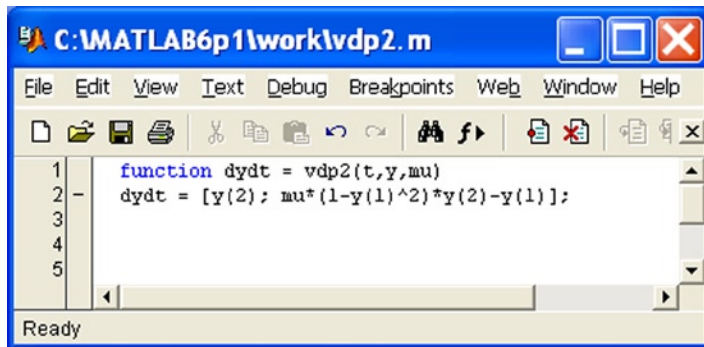 C:\MATLAB6p1\work\vdp2.m
File Edit View Text Debug Breakpoints Web Window Help
1 function dydt = vdp2(t,y,mu)
2 - dydt = [y(2); mu*(1-y(1)^2)*y(2)-y(1)];
3
4
5
Ready